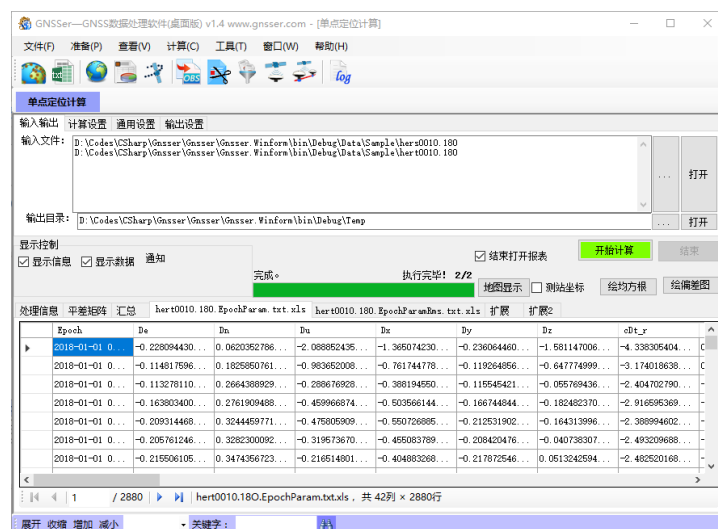 GNSSer—GNSS数据处理软件(桌面版) v1.4 www.gnsser.com - [单点定位计算]
文件(F) 准备(P) 查看(V) 计算(C) 工具(T) 窗口(W) 帮助(H)
OBS log
单点定位计算
输入输出 计算设置 通用设置 输出设置
输入文件: D:\Codes\CSharp\Gnsser\Gnsser\Gnsser.Winform\bin\Debug\Data\Sample\hers0010.18O
D:\Codes\CSharp\Gnsser\Gnsser\Gnsser.Winform\bin\Debug\Data\Sample\hert0010.18O
... 打开
输出目录: D:\Codes\CSharp\Gnsser\Gnsser\Gnsser.Winform\bin\Debug\Temp ... 打开
显示控制
显示信息 显示数据 通知 结束打开报表 开始计算 结束
完成。 执行完毕! 2/2
地图显示 测站坐标 绘均方根 绘偏差图
处理信息 平差矩阵 汇总 hert0010.18O.EpochParam.txt.xls hert0010.18O.EpochParamRms.txt.xls 扩展 扩展2
Epoch De Dn Du Dx Dy Dz cDt_r
2018-01-01 0... -0.228094430... 0.0620352786... -2.088852435... -1.365074230... -0.236064460... -1.581147006... -4.338305404...
2018-01-01 0... -0.114817596... 0.1825850761... -0.983652008... -0.761744778... -0.119264856... -0.647774999... -3.174018638...
2018-01-01 0... -0.113278110... 0.2664388929... -0.288676928... -0.388194550... -0.115545421... -0.055769436... -2.404702790...
2018-01-01 0... -0.163803400... 0.2761909488... -0.459966874... -0.503566144... -0.166744844... -0.182482370... -2.916595369...
2018-01-01 0... -0.209314468... 0.3244459771... -0.475805909... -0.550726885... -0.212531902... -0.164313996... -2.388994602...
2018-01-01 0... -0.205761246... 0.3282300092... -0.319573670... -0.455083789... -0.208420476... -0.040738307... -2.493209688...
2018-01-01 0... -0.215506105... 0.3474356723... -0.216514801... -0.404883268... -0.217872546... 0.0513242594... -2.482520168...
1 / 2880 hert0010.18O.EpochParam.txt.xls，共 42列 × 2880行
展开 收缩 增加 减小 关键字：